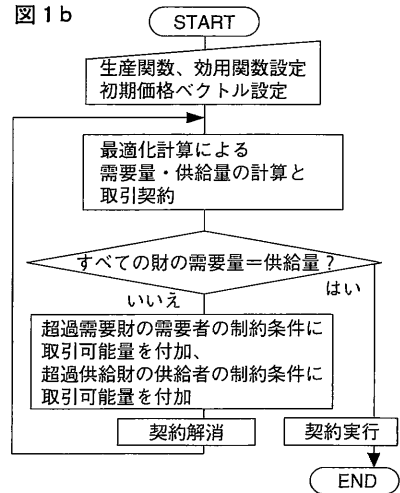 図1b
START
生産関数、効用関数設定
初期価格ベクトル設定
最適化計算による
需要量・供給量の計算と
取引契約
すべての財の需要量=供給量?
はい
いいえ
超過需要財の需要者の制約条件に
取引可能量を付加、
超過供給財の供給者の制約条件に
取引可能量を付加
契約解消
契約実行
END